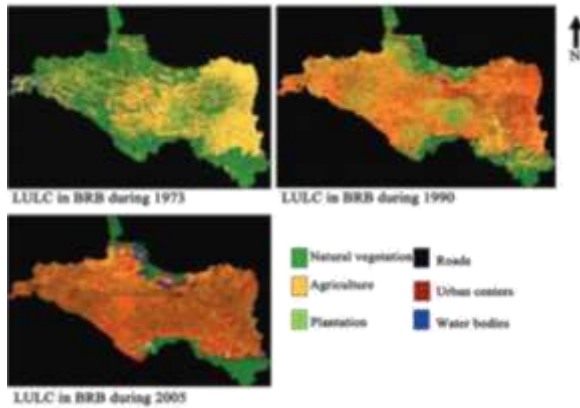 N
LULC in BRB during 1973
LULC in BRB during 1990
Natural vegetation
Roads
Agriculture
Urban centers
Plantation
Water bodies
LULC in BRB during 2005